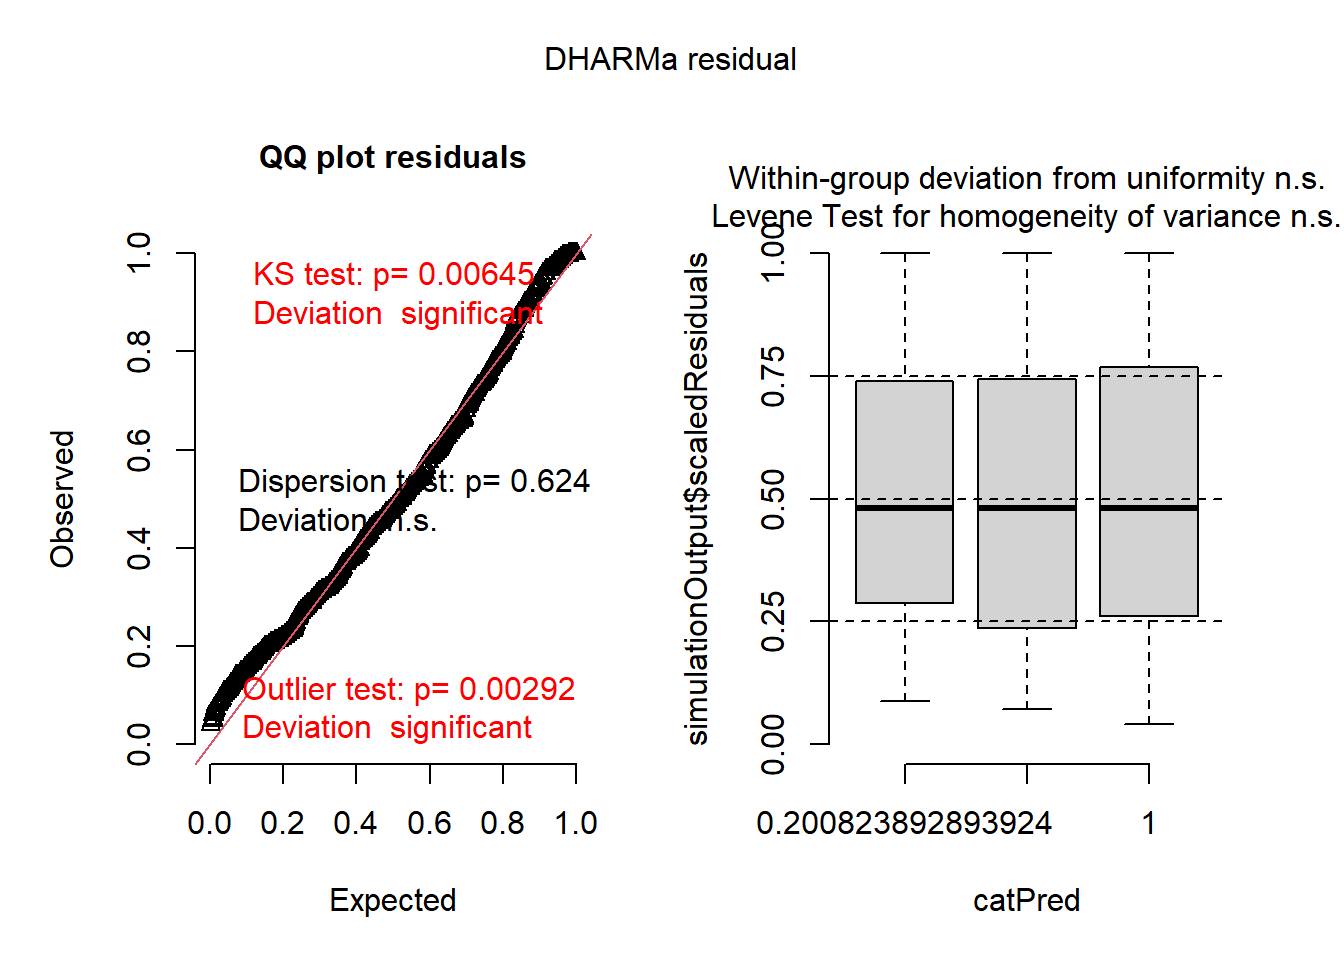 DHARMa residual
QQ plot residuals
KS test: p= 0.00645
Deviation  significant
Dispersion test: p= 0.624
Deviation n.s.
Outlier test: p= 0.00292
Deviation  significant
Observed
0.0
0.2
0.4
0.6
0.8
1.0
0.0 0.2 0.4 0.6 0.8 1.0
Expected
Within-group deviation from uniformity n.s.
Levene Test for homogeneity of variance n.s.
simulationOutput$scaledResiduals
0.00
0.25
0.50
0.75
1.00
0.200823892893924 1
catPred